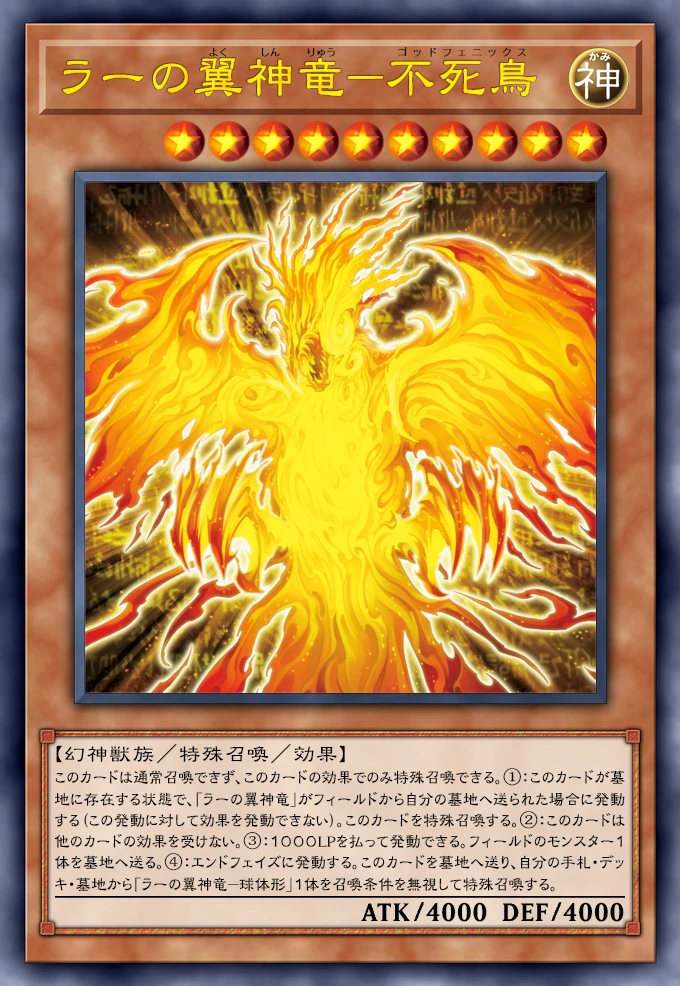 よく しん りゅう ゴッドフェニックス
ラーの翼神竜－不死鳥
かみ
神
【幻神獣族／特殊召喚／効果】
このカードは通常召喚できず、このカードの効果でのみ特殊召喚できる。①：このカードが墓
地に存在する状態で、「ラーの翼神竜」がフィールドから自分の墓地へ送られた場合に発動
する(この発動に対して効果を発動できない)。このカードを特殊召喚する。②：このカードは
他のカードの効果を受けない。③：1000LPを払って発動できる。フィールドのモンスター1
体を墓地へ送る。④：エンドフェイズに発動する。このカードを墓地へ送り、自分の手札・デッ
キ・墓地から「ラーの翼神竜－球体形」1体を召喚条件を無視して特殊召喚する。
ATK/4000 DEF/4000